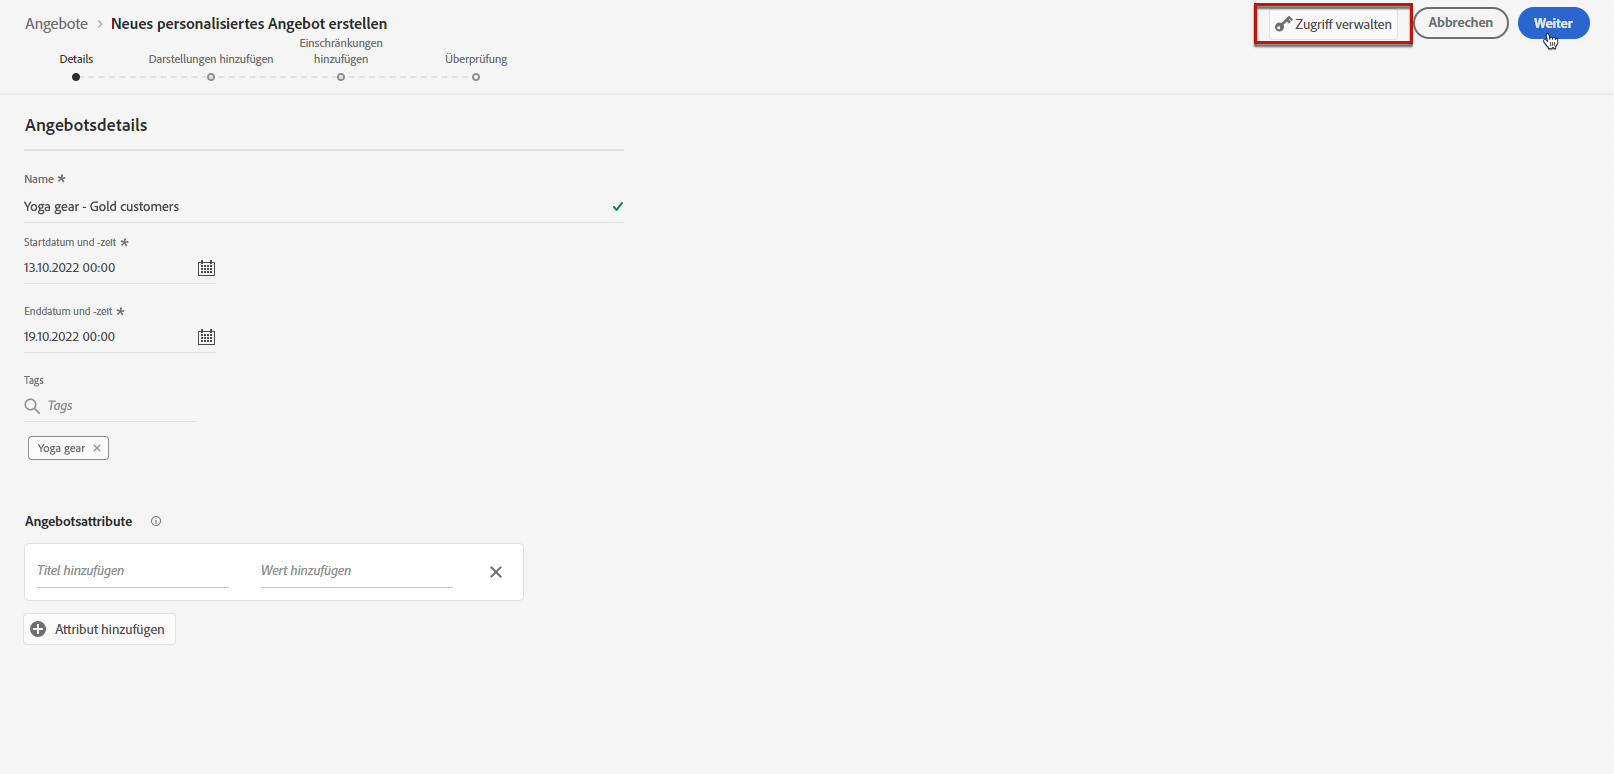 Angebote > Neues personalisiertes Angebot erstellen
Zugriff verwalten
Abbrechen
Weiter
Details
Darstellungen hinzufügen
Einschränkungen
hinzufügen
Überprüfung
Angebotsdetails
Name *
Yoga gear - Gold customers
Startdatum und -zeit *
13.10.2022 00:00
Enddatum und -zeit *
19.10.2022 00:00
Tags
Tags
Yoga gear ×
Angebotsattribute
Titel hinzufügen
Wert hinzufügen
Attribut hinzufügen